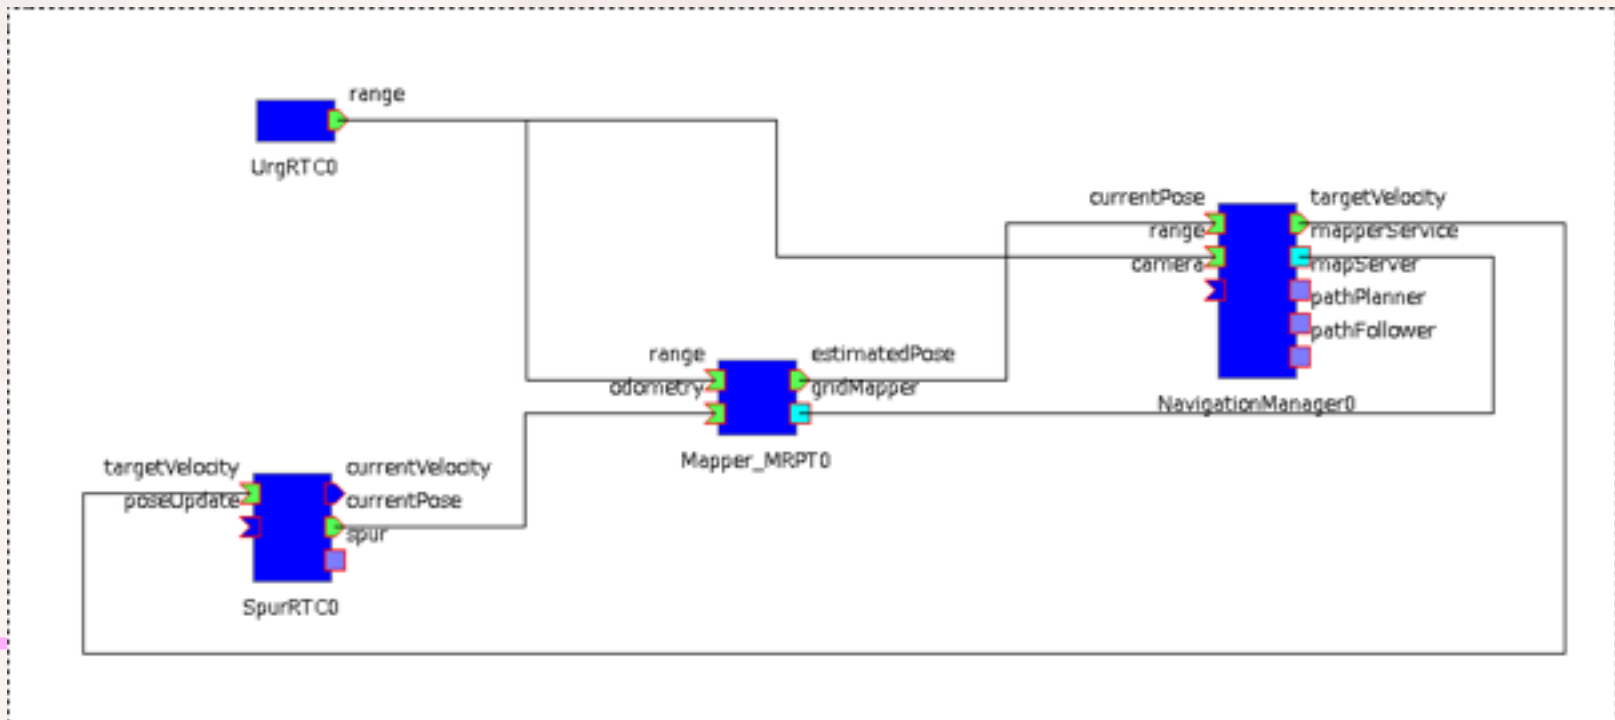 range
UrgRTC0
currentPose
range
camera
targetVelocity
mapperService
mapServer
pathPlanner
pathFollower
NavigationManager0
range
odometry
estimatedPose
gridMapper
Mapper_MRPT0
targetVelocity
poseUpdate
currentVelocity
currentPose
spur
SpurRTC0